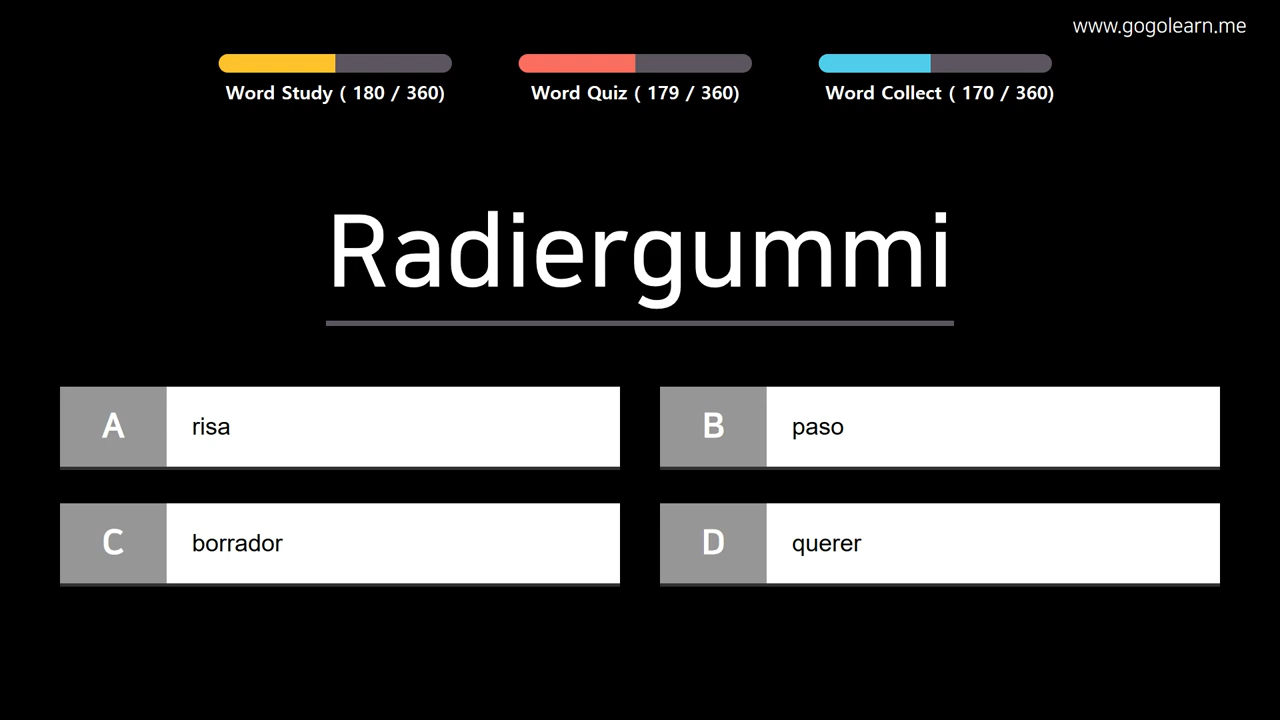 www.gogolearn.me
Word Study ( 180 / 360)
Word Quiz ( 179 / 360)
Word Collect ( 170 / 360)
Radiergummi
A risa
B paso
C borrador
D querer